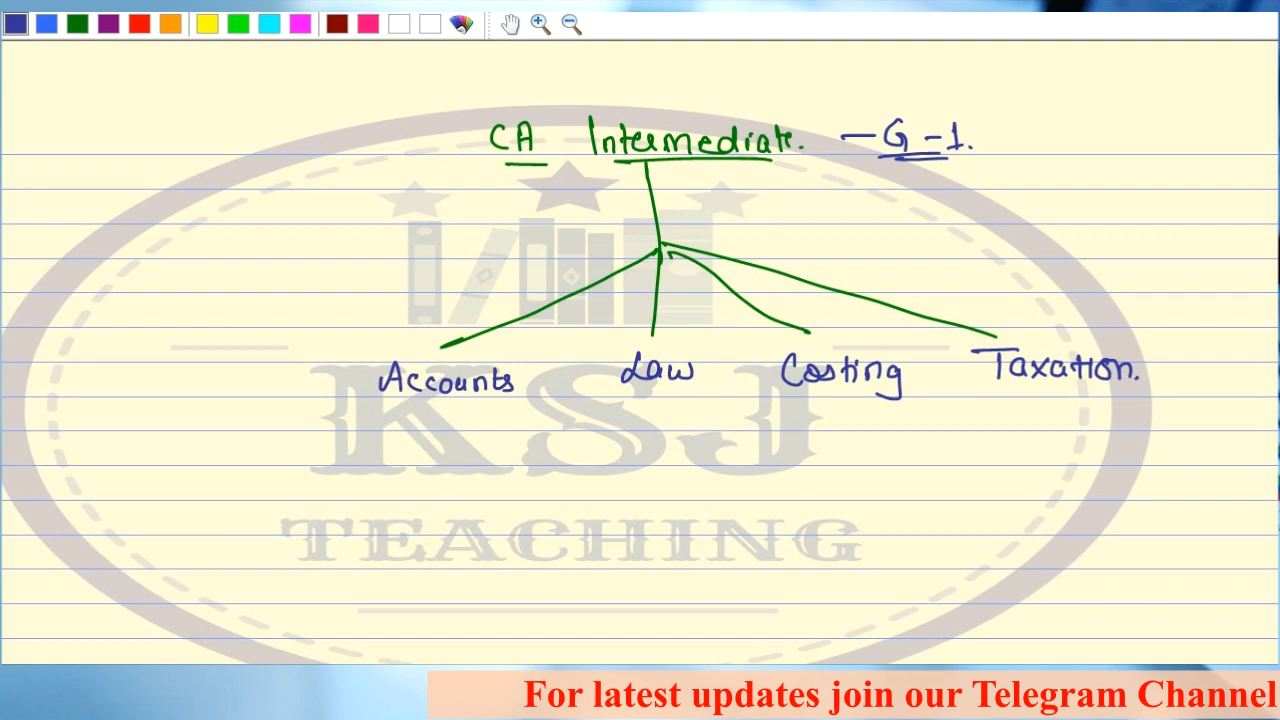 CA Intermediate. - G - 1.
Accounts Law Costing Taxation.
KSJ
TEACHING
For latest updates join our Telegram Channel